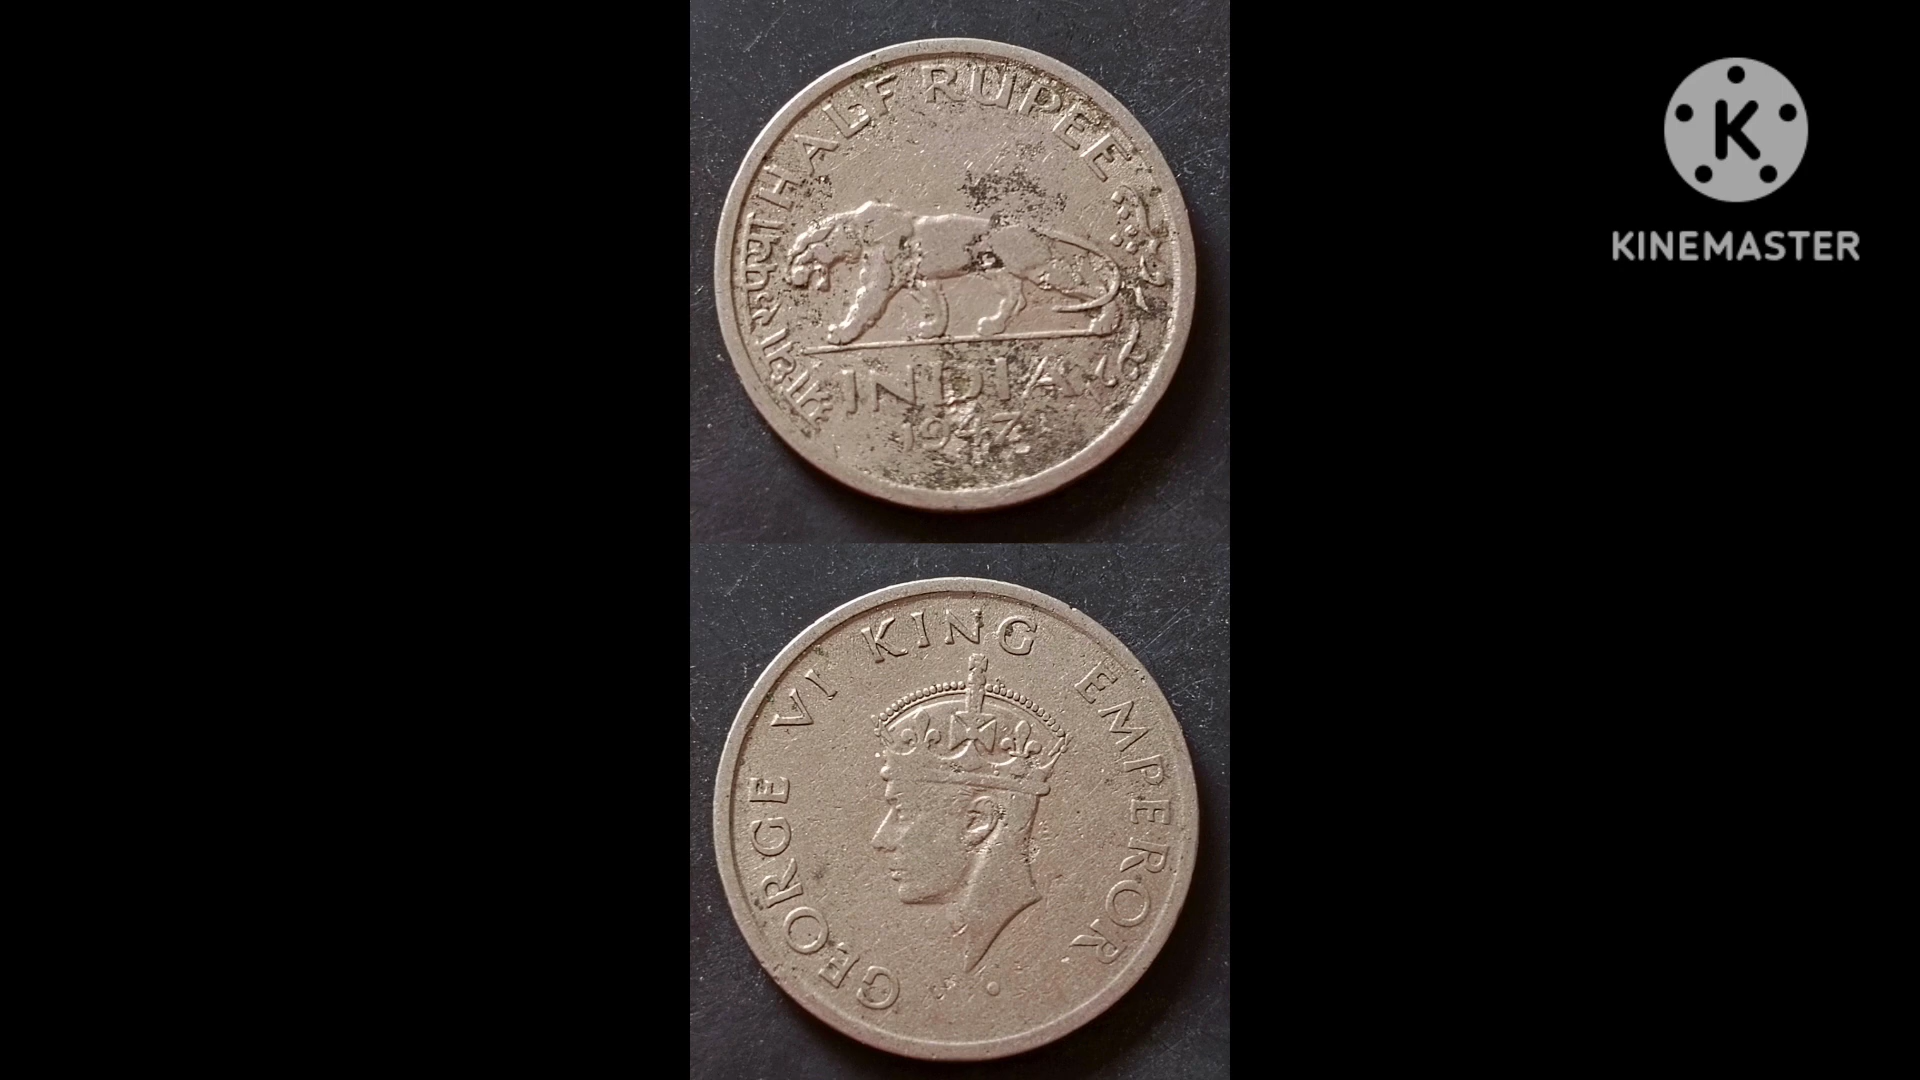 HALF RUPEE
INDIA
1947
GEORGE VI KING EMPEROR
K
KINEMASTER